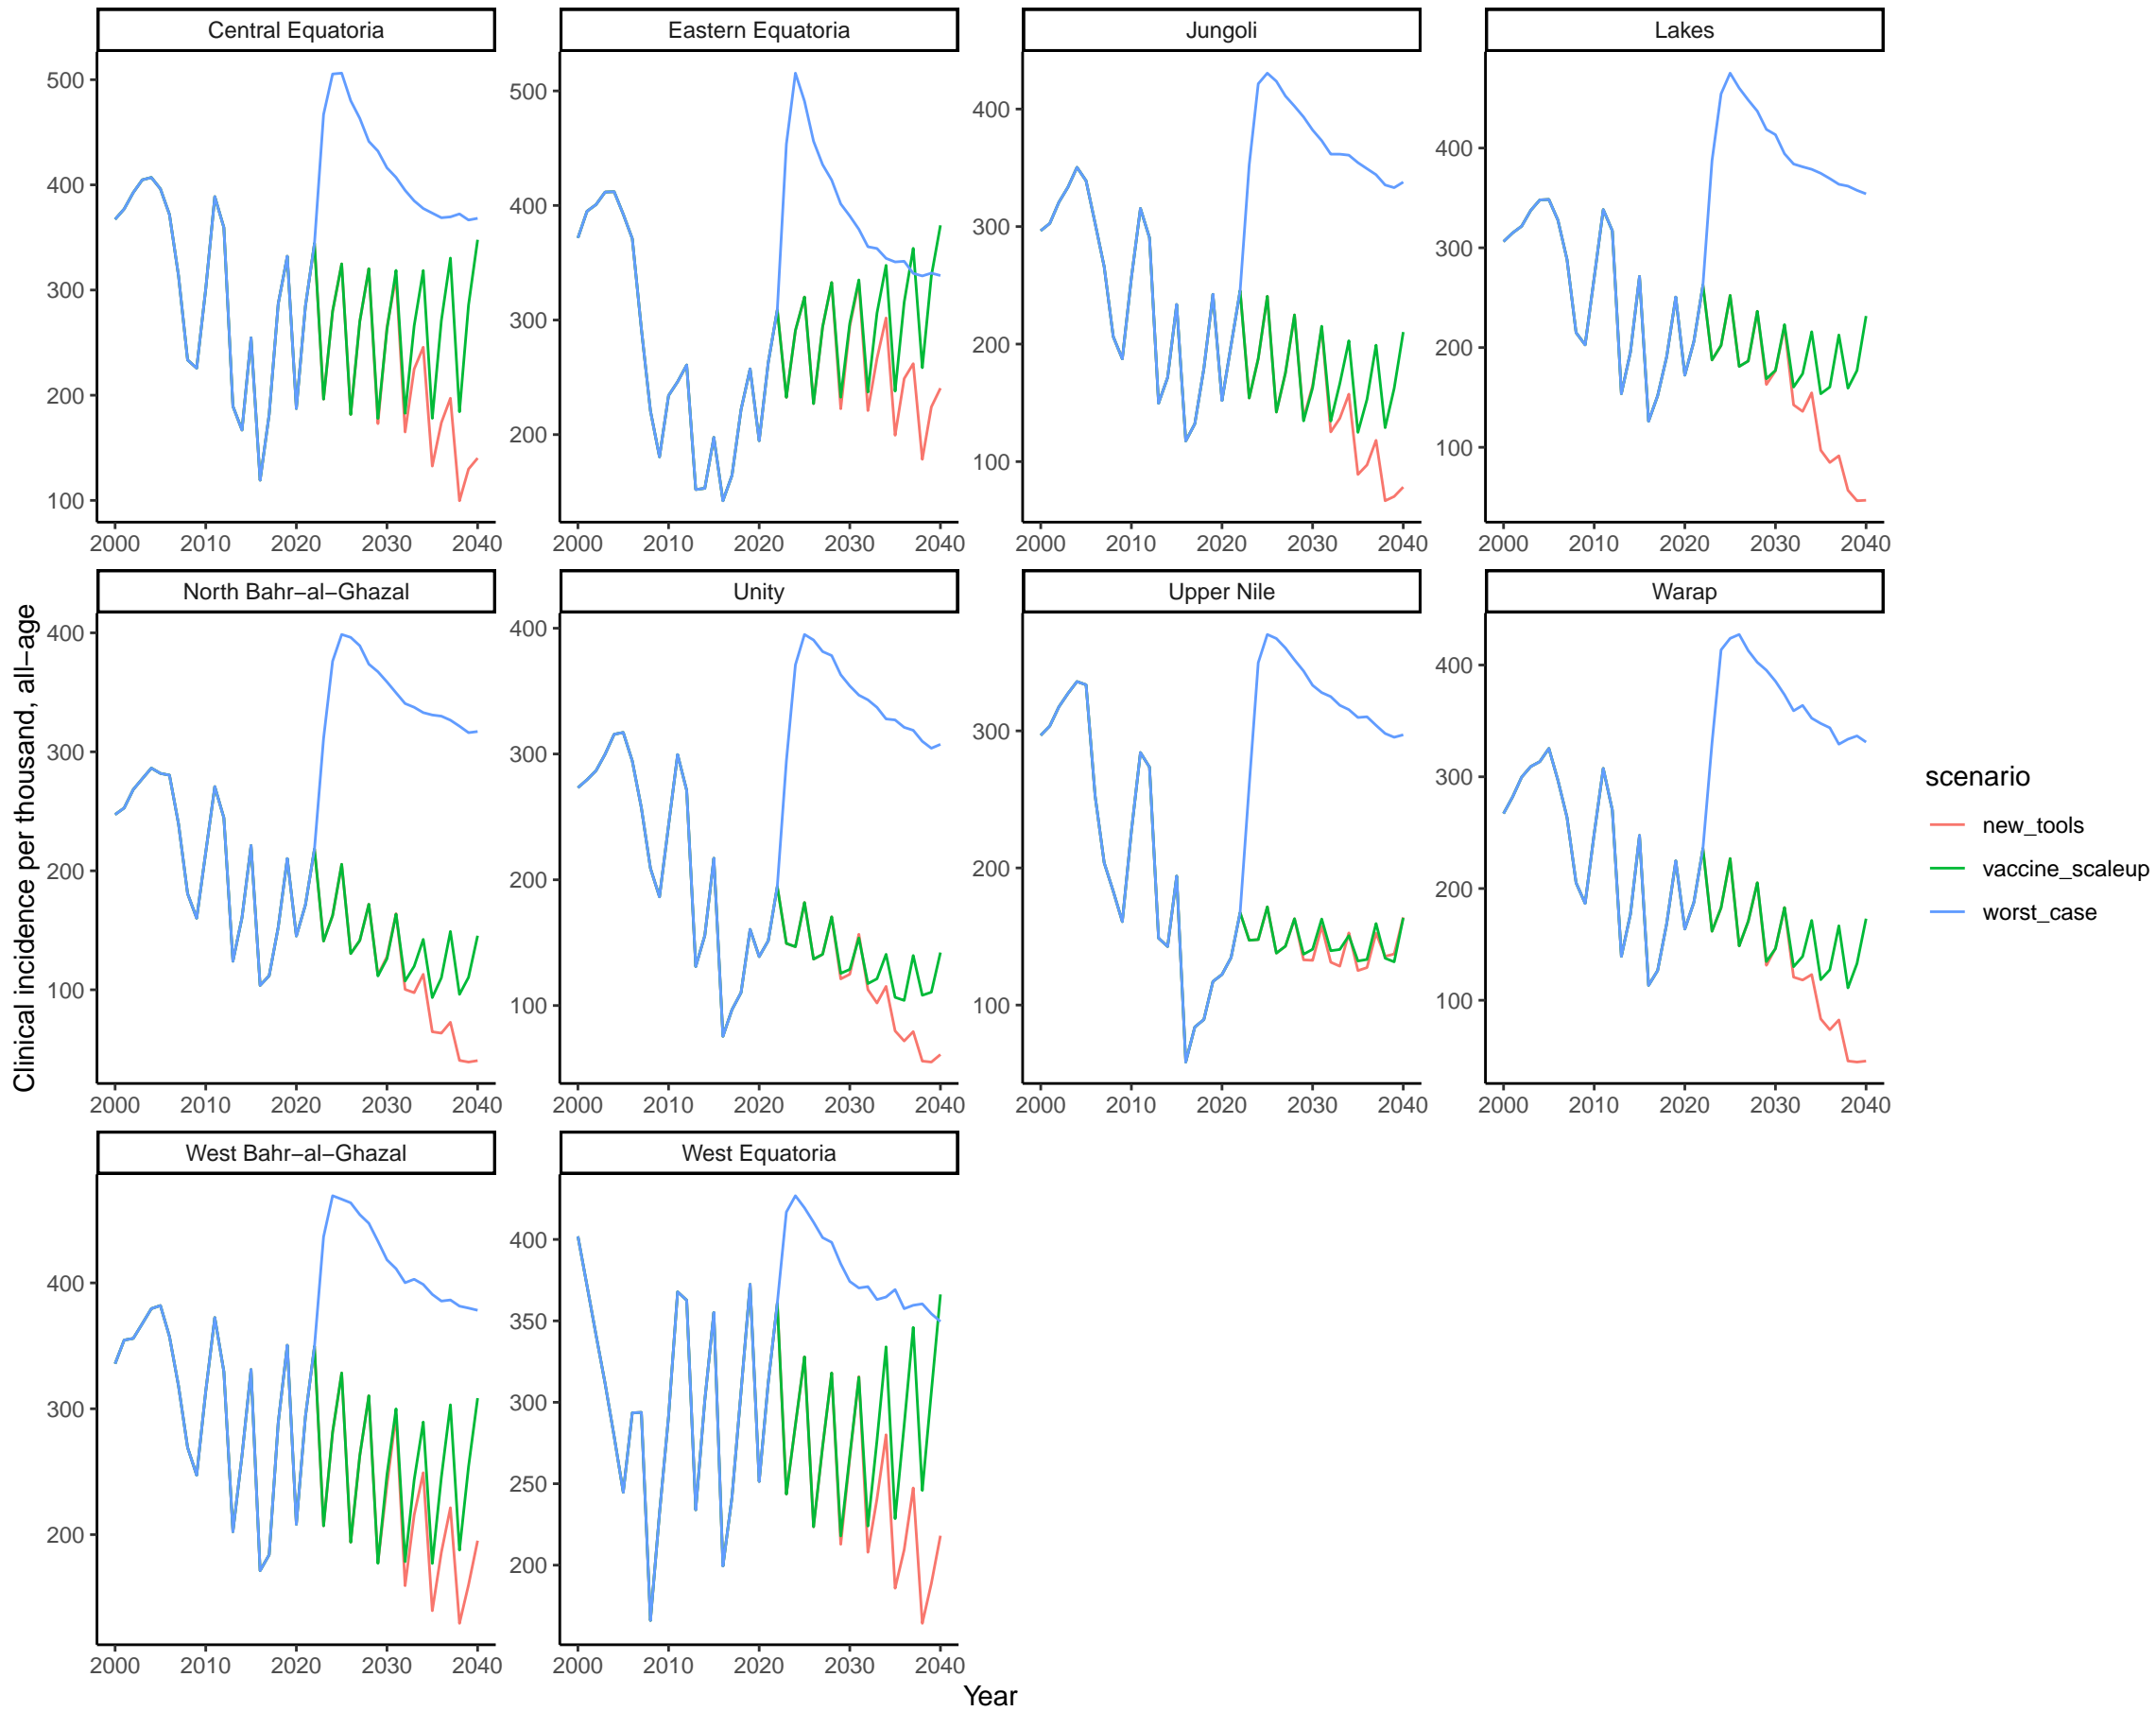 Central Equatoria
Eastern Equatoria
Jungoli
Lakes
500
400
300
200
100
500
400
300
200
400
300
200
100
400
300
200
100
2000 2010 2020 2030 2040
2000 2010 2020 2030 2040
2000 2010 2020 2030 2040
2000 2010 2020 2030 2040
North Bahr−al−Ghazal
Unity
Upper Nile
Warap
400
300
200
100
400
300
200
100
300
200
100
400
300
200
100
2000 2010 2020 2030 2040
2000 2010 2020 2030 2040
2000 2010 2020 2030 2040
2000 2010 2020 2030 2040
West Bahr−al−Ghazal
West Equatoria
400
300
200
400
350
300
250
200
2000 2010 2020 2030 2040
2000 2010 2020 2030 2040
Year
Clinical incidence per thousand, all−age
scenario
new_tools
vaccine_scaleup
worst_case